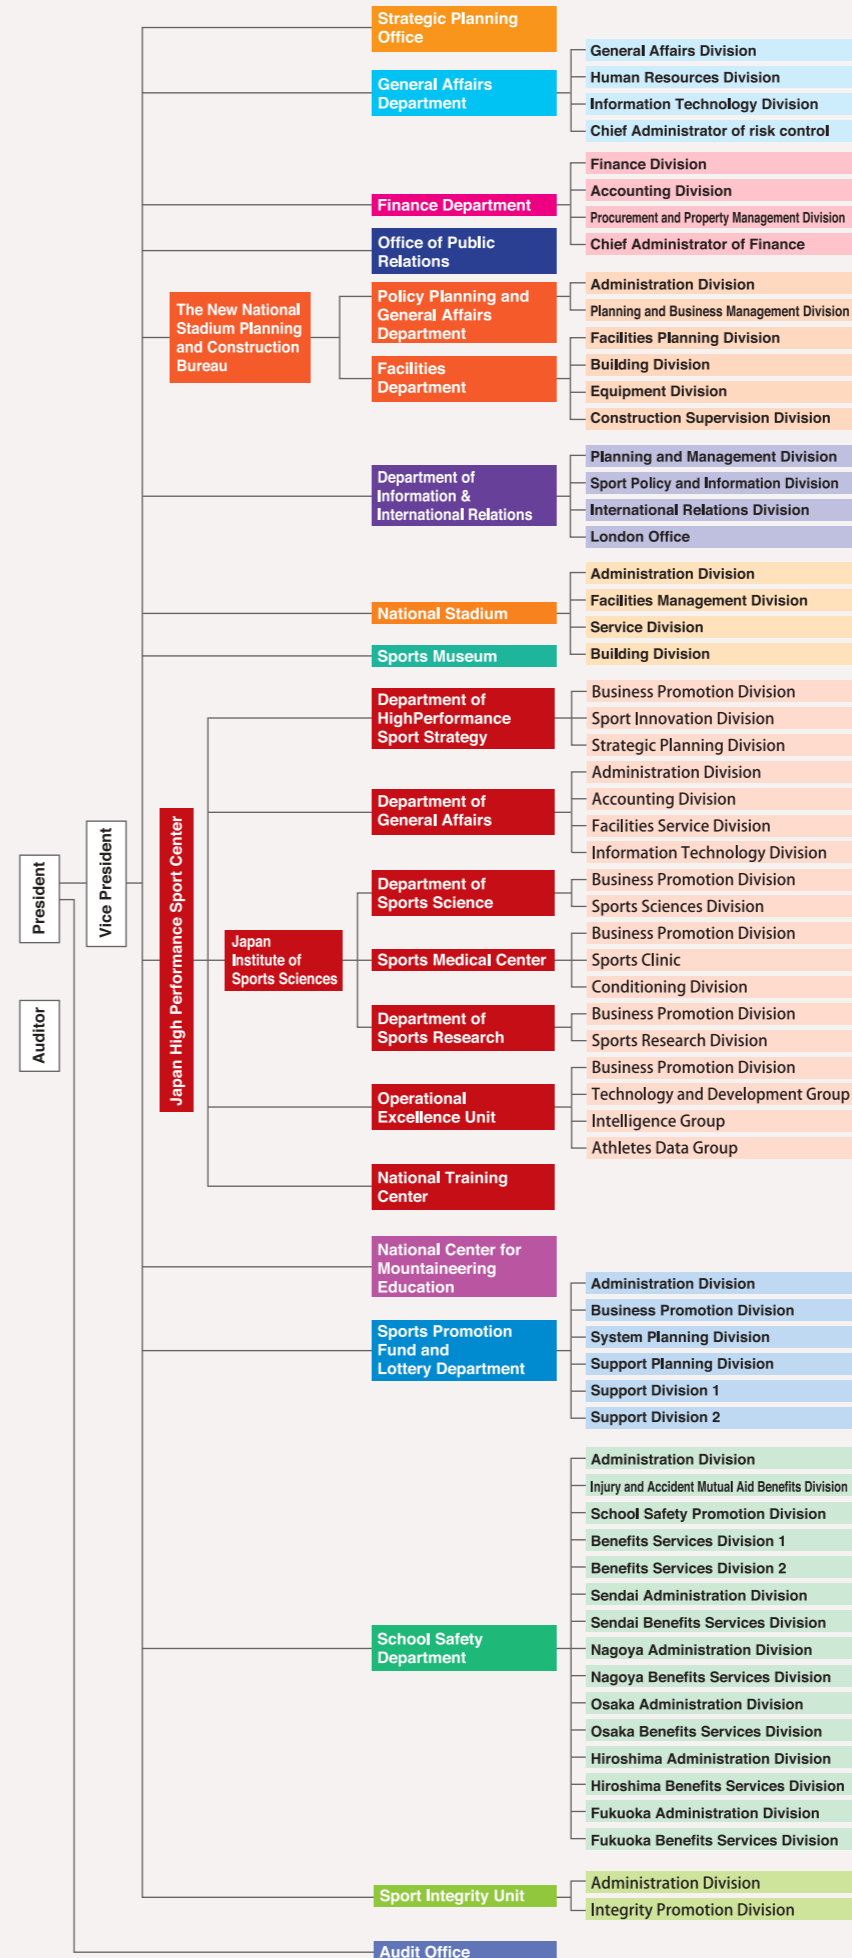 Strategic Planning
Office
General Affairs
Department
General Affairs Division
Human Resources Division
Information Technology Division
Chief Administrator of risk control
Finance Department
Finance Division
Accounting Division
Procurement and Property Management Division
Chief Administrator of Finance
Office of Public
Relations
The New National
Stadium Planning
and Construction
Bureau
Policy Planning and
General Affairs
Department
Administration Division
Planning and Business Management Division
Facilities
Department
Facilities Planning Division
Building Division
Equipment Division
Construction Supervision Division
Department of
Information &
International Relations
Planning and Management Division
Sport Policy and Information Division
International Relations Division
London Office
National Stadium
Administration Division
Facilities Management Division
Service Division
Building Division
Sports Museum
President
Vice President
Auditor
Japan High Performance Sport Center
Department of
HighPerformance
Sport Strategy
Business Promotion Division
Sport Innovation Division
Strategic Planning Division
Department of
General Affairs
Administration Division
Accounting Division
Facilities Service Division
Information Technology Division
Japan
Institute of
Sports Sciences
Department of
Sports Science
Business Promotion Division
Sports Sciences Division
Sports Medical Center
Business Promotion Division
Sports Clinic
Conditioning Division
Department of
Sports Research
Business Promotion Division
Sports Research Division
Operational
Excellence Unit
Business Promotion Division
Technology and Development Group
Intelligence Group
Athletes Data Group
National Training
Center
National Center for
Mountaineering
Education
Sports Promotion
Fund and
Lottery Department
Administration Division
Business Promotion Division
System Planning Division
Support Planning Division
Support Division 1
Support Division 2
School Safety
Department
Administration Division
Injury and Accident Mutual Aid Benefits Division
School Safety Promotion Division
Benefits Services Division 1
Benefits Services Division 2
Sendai Administration Division
Sendai Benefits Services Division
Nagoya Administration Division
Nagoya Benefits Services Division
Osaka Administration Division
Osaka Benefits Services Division
Hiroshima Administration Division
Hiroshima Benefits Services Division
Fukuoka Administration Division
Fukuoka Benefits Services Division
Sport Integrity Unit
Administration Division
Integrity Promotion Division
Audit Office